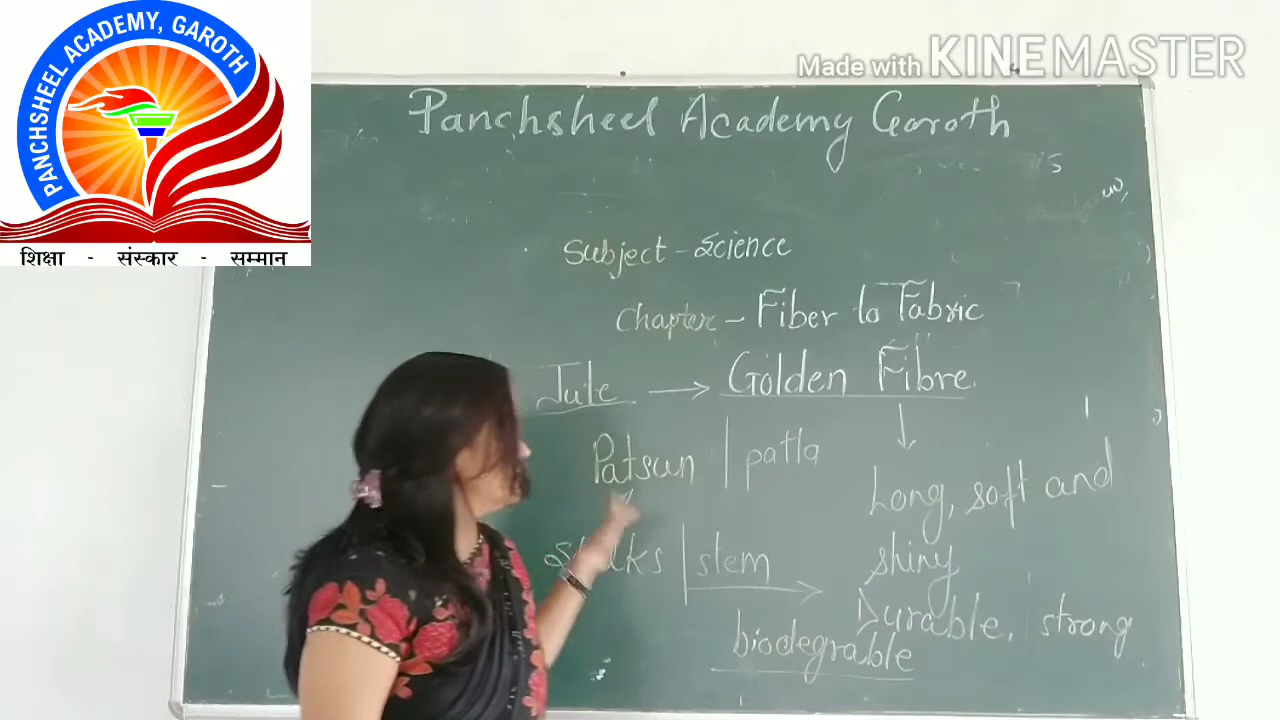 PANCHSHEEL ACADEMY, GAROTH
शिक्षा - संस्कार - सम्मान
Made with KINEMASTER
Panchsheel Academy Garoth
Subject - Science
Chapter - Fiber to Fabric
Jute → Golden Fibre.
Patsun | patla
Long, soft and
shiny
Stalks | stem
Durable, strong
biodegrable